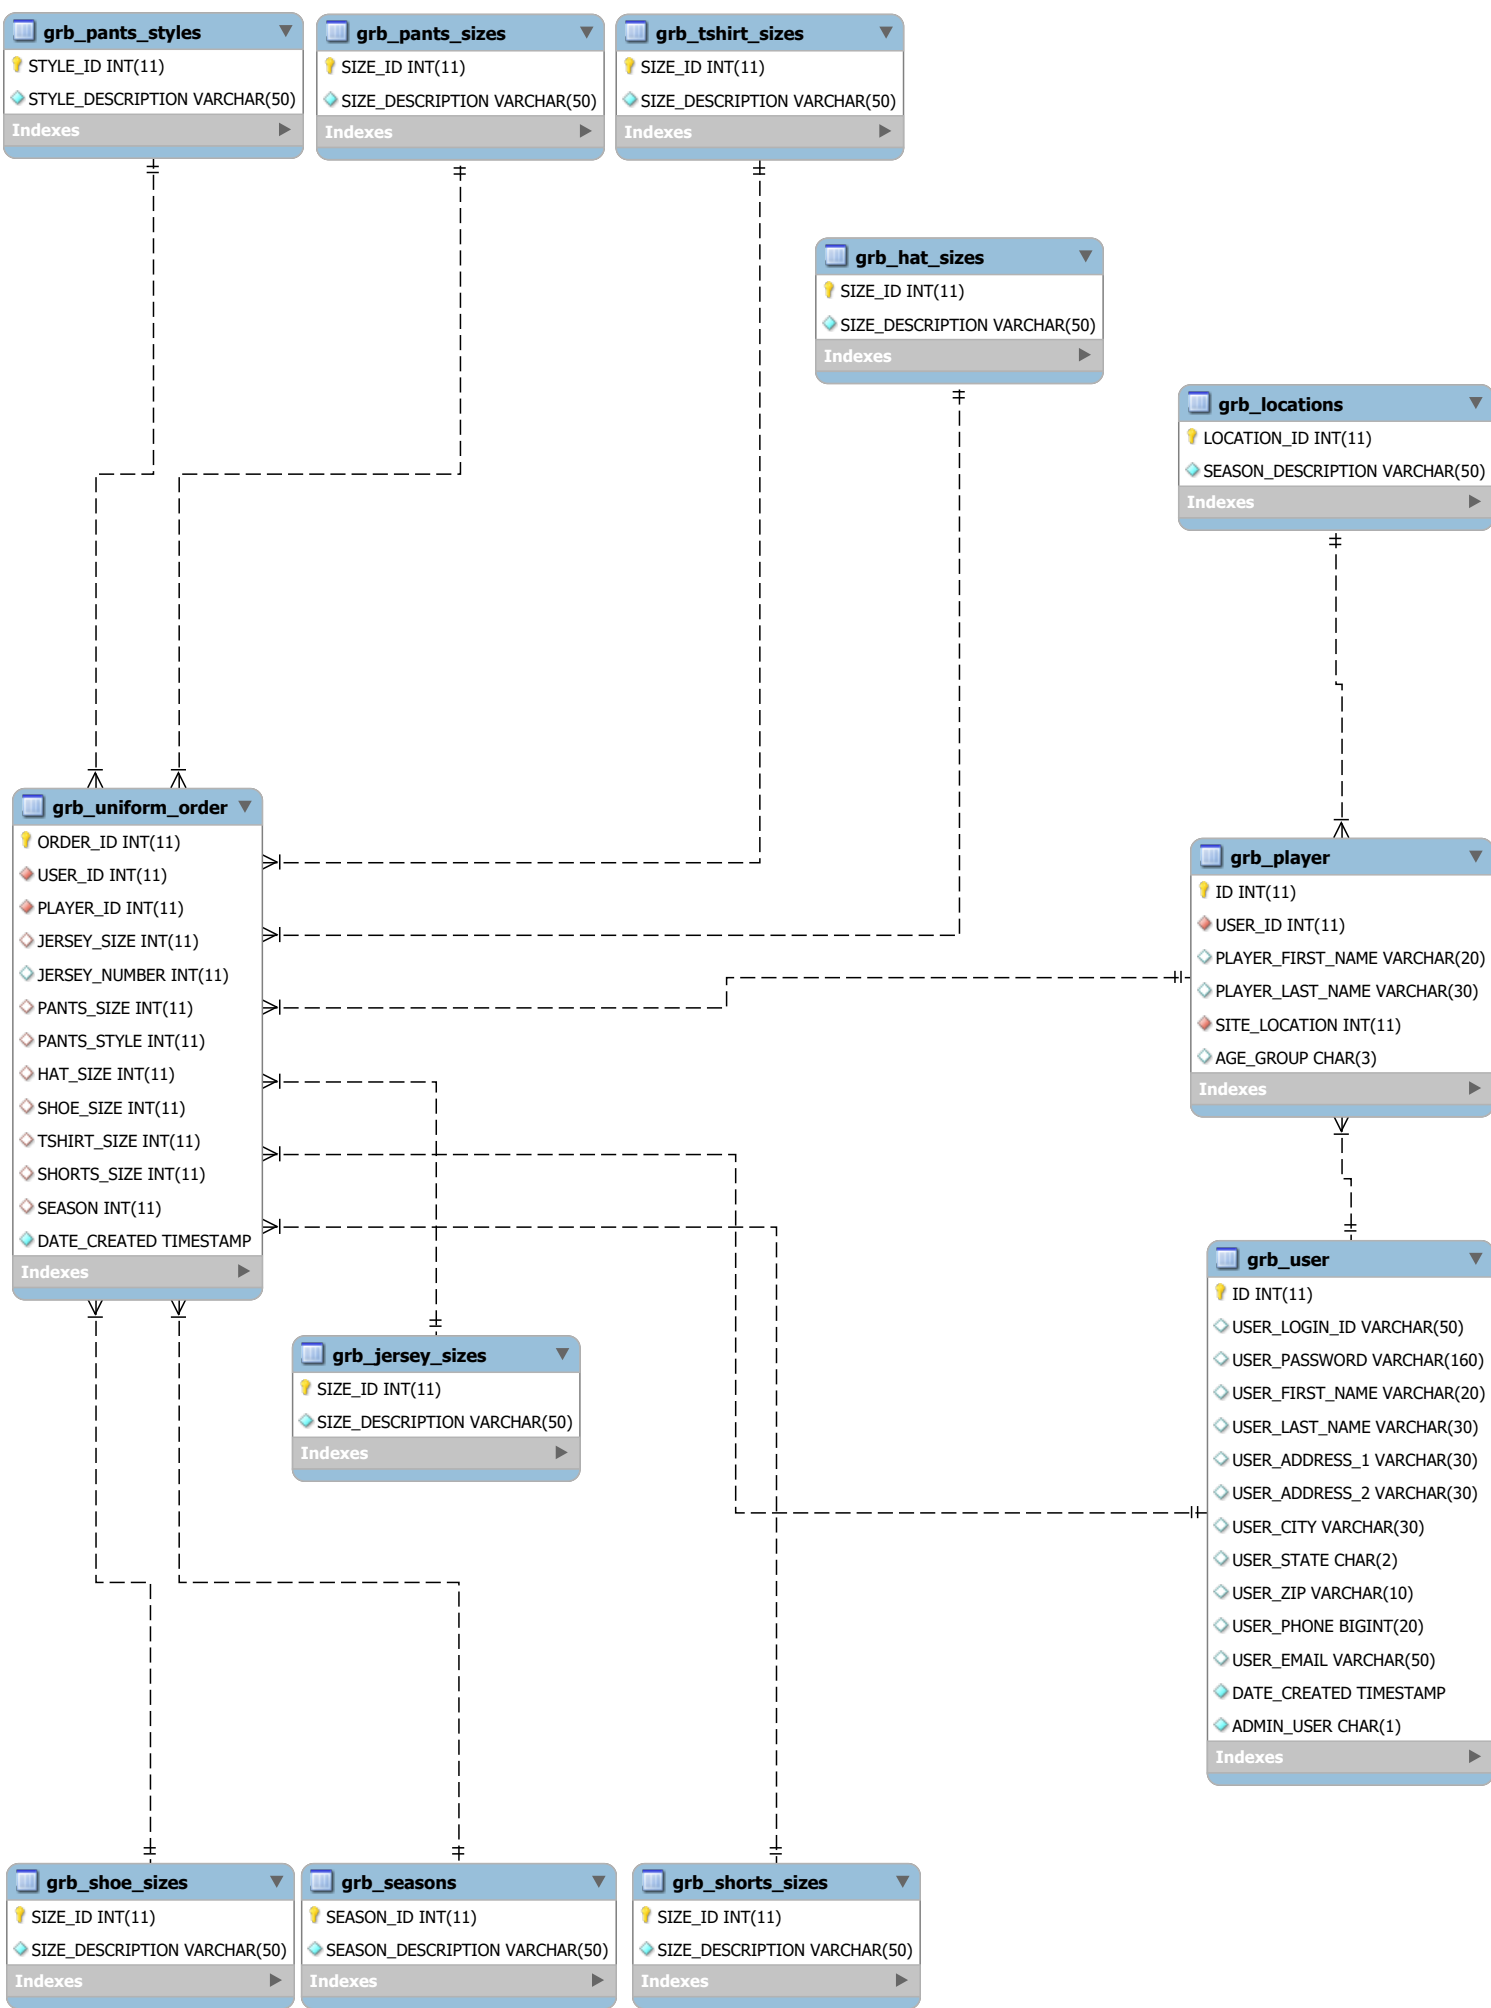 grb_pants_styles
STYLE_ID INT(11)
STYLE_DESCRIPTION VARCHAR(50)
Indexes
grb_pants_sizes
SIZE_ID INT(11)
SIZE_DESCRIPTION VARCHAR(50)
Indexes
grb_tshirt_sizes
SIZE_ID INT(11)
SIZE_DESCRIPTION VARCHAR(50)
Indexes
grb_hat_sizes
SIZE_ID INT(11)
SIZE_DESCRIPTION VARCHAR(50)
Indexes
grb_locations
LOCATION_ID INT(11)
SEASON_DESCRIPTION VARCHAR(50)
Indexes
grb_uniform_order
ORDER_ID INT(11)
USER_ID INT(11)
PLAYER_ID INT(11)
JERSEY_SIZE INT(11)
JERSEY_NUMBER INT(11)
PANTS_SIZE INT(11)
PANTS_STYLE INT(11)
HAT_SIZE INT(11)
SHOE_SIZE INT(11)
TSHIRT_SIZE INT(11)
SHORTS_SIZE INT(11)
SEASON INT(11)
DATE_CREATED TIMESTAMP
Indexes
grb_player
ID INT(11)
USER_ID INT(11)
PLAYER_FIRST_NAME VARCHAR(20)
PLAYER_LAST_NAME VARCHAR(30)
SITE_LOCATION INT(11)
AGE_GROUP CHAR(3)
Indexes
grb_user
ID INT(11)
USER_LOGIN_ID VARCHAR(50)
USER_PASSWORD VARCHAR(160)
USER_FIRST_NAME VARCHAR(20)
USER_LAST_NAME VARCHAR(30)
USER_ADDRESS_1 VARCHAR(30)
USER_ADDRESS_2 VARCHAR(30)
USER_CITY VARCHAR(30)
USER_STATE CHAR(2)
USER_ZIP VARCHAR(10)
USER_PHONE BIGINT(20)
USER_EMAIL VARCHAR(50)
DATE_CREATED TIMESTAMP
ADMIN_USER CHAR(1)
Indexes
grb_jersey_sizes
SIZE_ID INT(11)
SIZE_DESCRIPTION VARCHAR(50)
Indexes
grb_shoe_sizes
SIZE_ID INT(11)
SIZE_DESCRIPTION VARCHAR(50)
Indexes
grb_seasons
SEASON_ID INT(11)
SEASON_DESCRIPTION VARCHAR(50)
Indexes
grb_shorts_sizes
SIZE_ID INT(11)
SIZE_DESCRIPTION VARCHAR(50)
Indexes